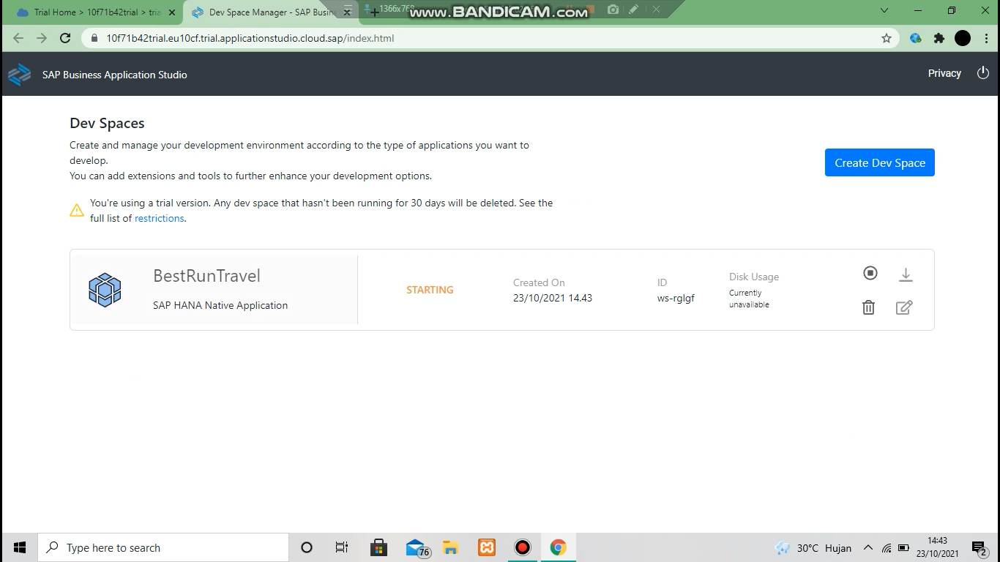 Trial Home > 10f71b42trial > tria
Dev Space Manager - SAP Busine
1366x768
www.BANDICAM.com
10f71b42trial.eu10cf.trial.applicationstudio.cloud.sap/index.html
SAP Business Application Studio
Privacy
Dev Spaces
Create and manage your development environment according to the type of applications you want to
develop.
You can add extensions and tools to further enhance your development options.
Create Dev Space
You're using a trial version. Any dev space that hasn't been running for 30 days will be deleted. See the
full list of restrictions.
BestRunTravel
SAP HANA Native Application
STARTING
Created On
23/10/2021 14.43
ID
ws-rglgf
Disk Usage
Currently
unavailable
Type here to search
76
30°C Hujan
14:43
23/10/2021
2